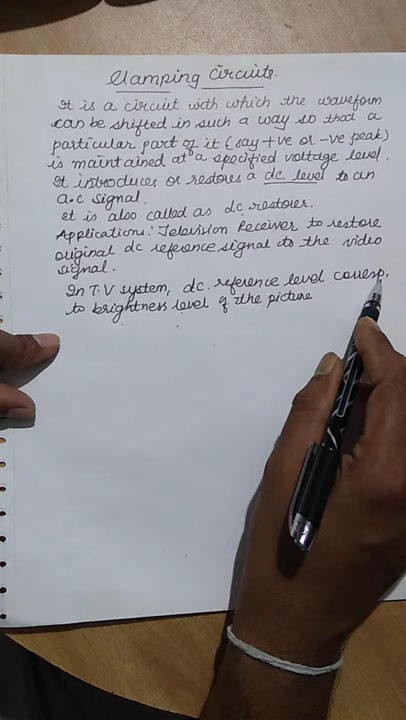 Clamping Circuits.
It is a circuit with which the waveform
can be shifted in such a way so that a
particular part of it (say +ve or -ve peak)
is maintained at a specified voltage level.
It introduces or restores a dc level to an
a.c signal.
It is also called as dc restorer.
Applications: Television Receiver to restore
original dc reference signal to the video
signal.
In T.V system, dc. reference level corresp.
to brightness level of the picture